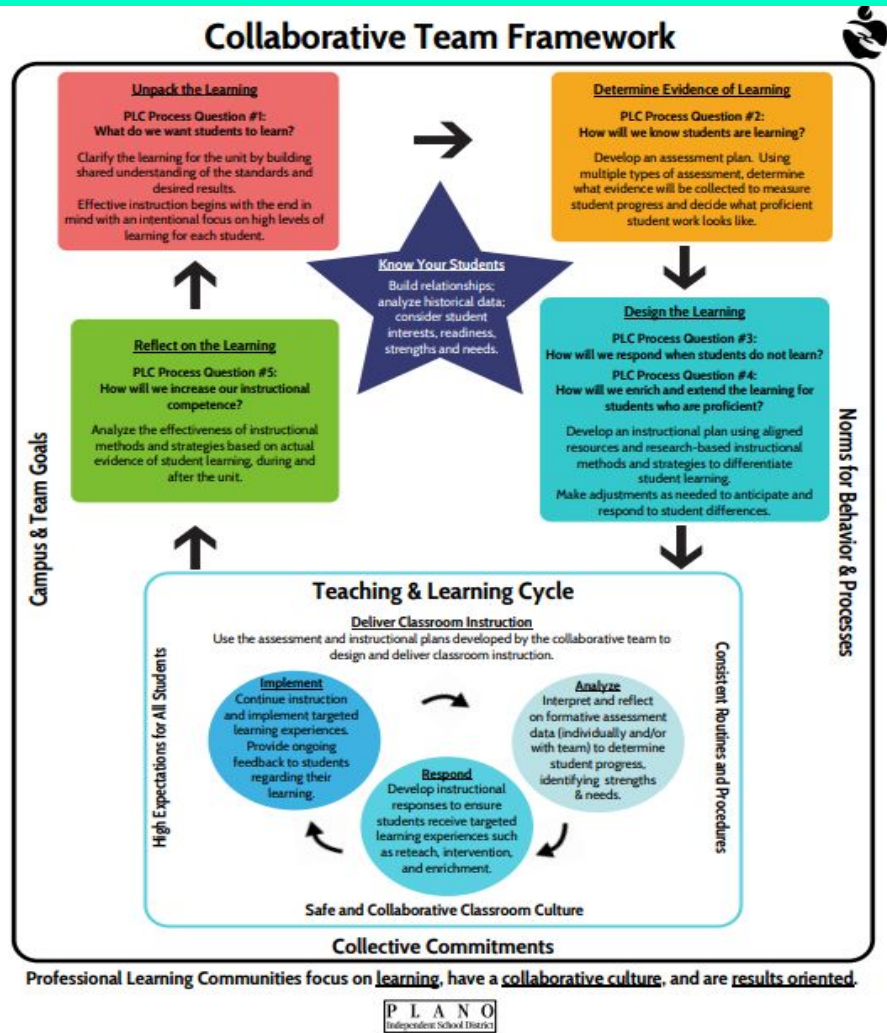 Collaborative Team Framework
Unpack the Learning
PLC Process Question #1:
What do we want students to learn?
Clarify the learning for the unit by building
shared understanding of the standards and
desired results.
Effective instruction begins with the end in
mind with an intentional focus on high levels of
learning for each student.
Determine Evidence of Learning
PLC Process Question #2:
How will we know students are learning?
Develop an assessment plan. Using
multiple types of assessment, determine
what evidence will be collected to measure
student progress and decide what proficient
student work looks like.
Know Your Students
Build relationships;
analyze historical data;
consider student
interests, readiness,
strengths and needs.
Design the Learning
PLC Process Question #3:
How will we respond when students do not learn?
PLC Process Question #4:
How will we enrich and extend the learning for
students who are proficient?
Develop an instructional plan using aligned
resources and research-based instructional
methods and strategies to differentiate
student learning.
Make adjustments as needed to anticipate and
respond to student differences.
Reflect on the Learning
PLC Process Question #5:
How will we increase our instructional
competence?
Analyze the effectiveness of instructional
methods and strategies based on actual
evidence of student learning, during and
after the unit.
Campus & Team Goals
Norms for Behavior & Processes
Teaching & Learning Cycle
Deliver Classroom Instruction
Use the assessment and instructional plans developed by the collaborative team to
design and deliver classroom instruction.
High Expectations for All Students
Consistent Routines and Procedures
Implement
Continue instruction
and implement targeted
learning experiences.
Provide ongoing
feedback to students
regarding their
learning.
Analyze
Interpret and reflect
on formative assessment
data (individually and/or
with team) to determine
student progress,
identifying strengths
& needs.
Respond
Develop instructional
responses to ensure
students receive targeted
learning experiences such
as reteach, intervention,
and enrichment.
Safe and Collaborative Classroom Culture
Collective Commitments
Professional Learning Communities focus on learning, have a collaborative culture, and are results oriented.
PLANO
Independent School District